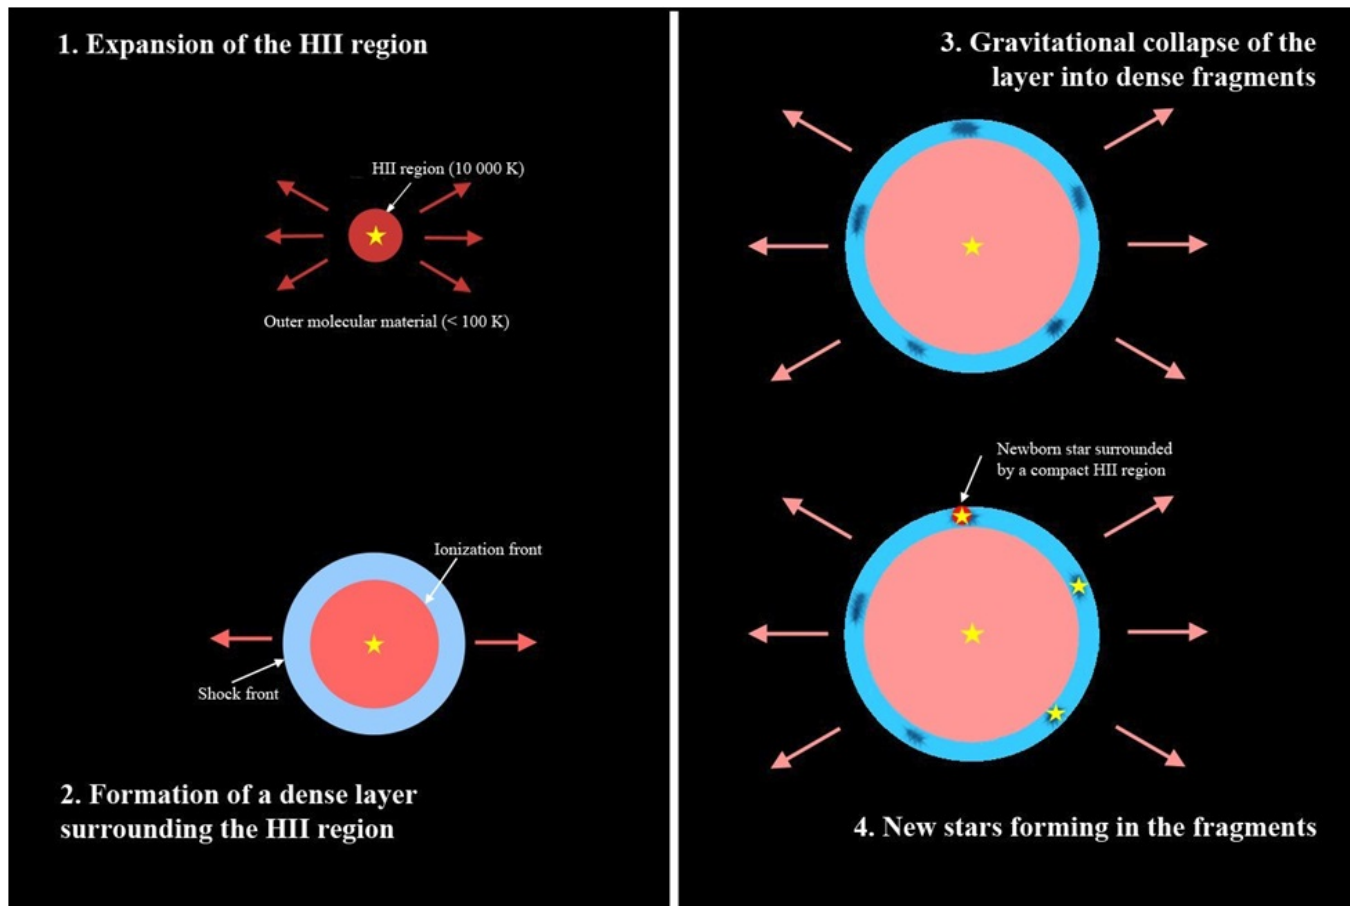 1. Expansion of the HII region
HII region (10 000 K)
Outer molecular material (< 100 K)
Ionization front
Shock front
2. Formation of a dense layer
surrounding the HII region
3. Gravitational collapse of the
layer into dense fragments
Newborn star surrounded
by a compact HII region
4. New stars forming in the fragments